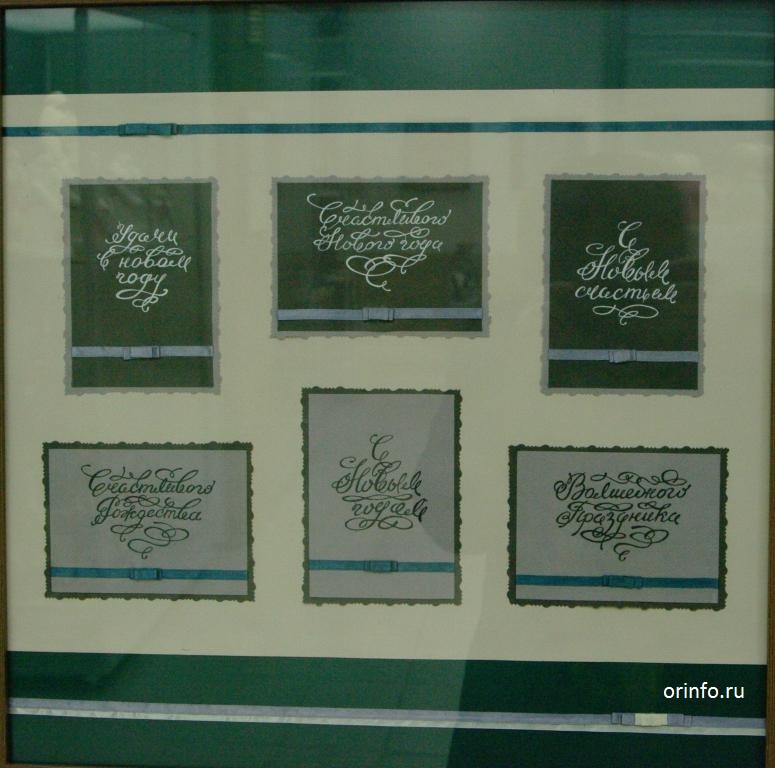 Удачи
в новом
году
Счастливого
Нового года
С
Новым
счастьем
Счастливого
Рождества
С
Новым
годом
Волшебного
Праздника
orinfo.ru